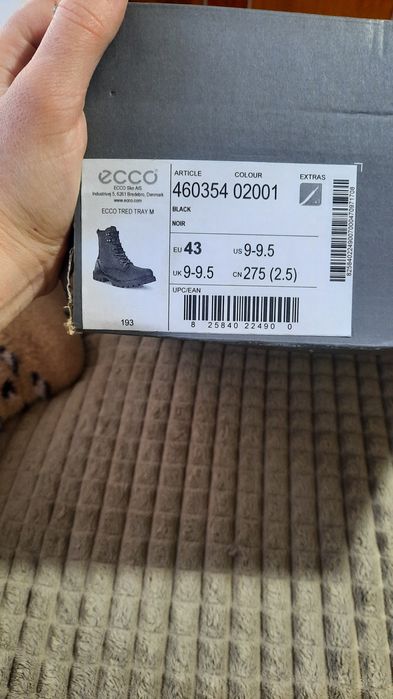 ecco
ECCO Sko A/S
Industrivej 5, 6261 Bredebro, Denmark
www.ecco.com
ECCO TRED TRAY M
193
ARTICLE COLOUR EXTRAS
460354 02001
BLACK
NOIR
EU 43 US 9-9.5
UK 9-9.5 CN 275 (2.5)
UPC/EAN
8 25840 22490 0